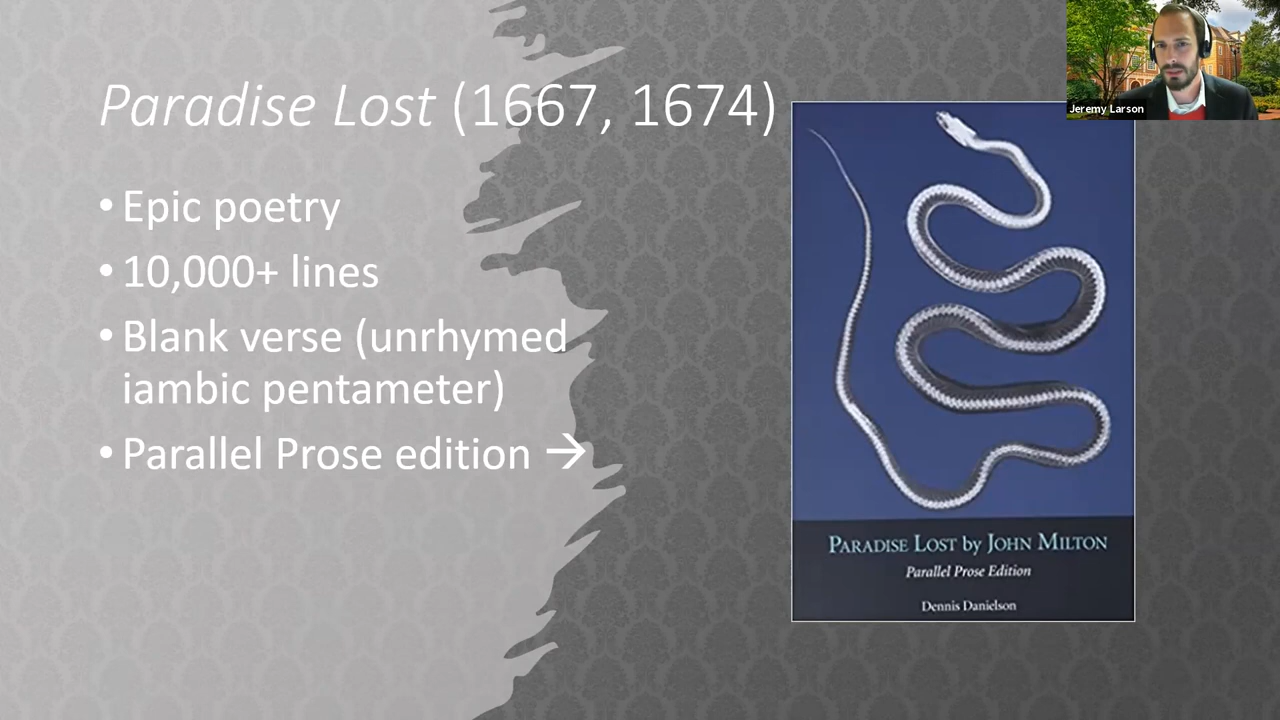 Paradise Lost (1667, 1674)
• Epic poetry
• 10,000+ lines
• Blank verse (unrhymed
iambic pentameter)
• Parallel Prose edition →
PARADISE LOST by JOHN MILTON
Parallel Prose Edition
Dennis Danielson
Jeremy Larson